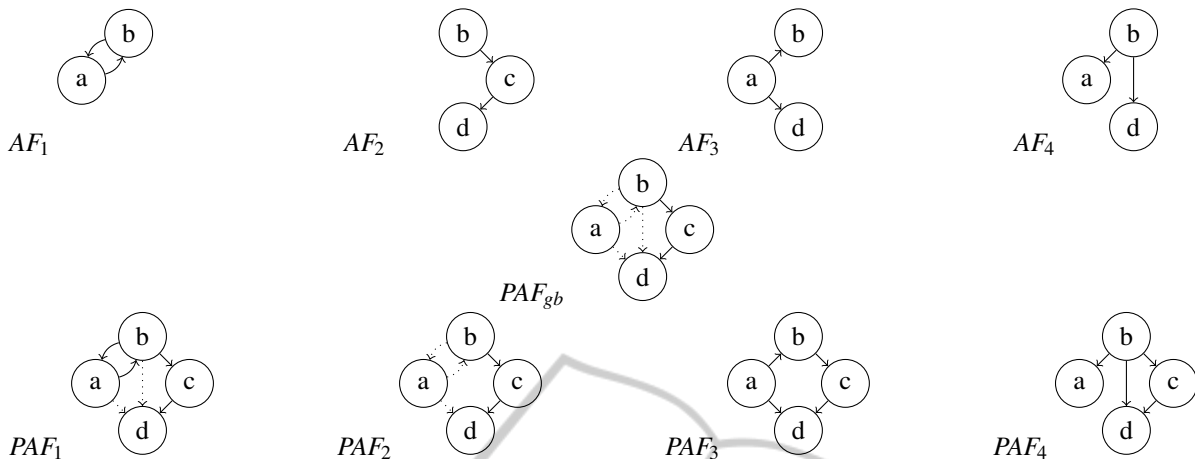 b b b b
a c a a
d d d
AF1 AF2 AF3 AF4
b
a c
d
PAFgb
b b b b
a c a c a c a c
d d d d
PAF1 PAF2 PAF3 PAF4